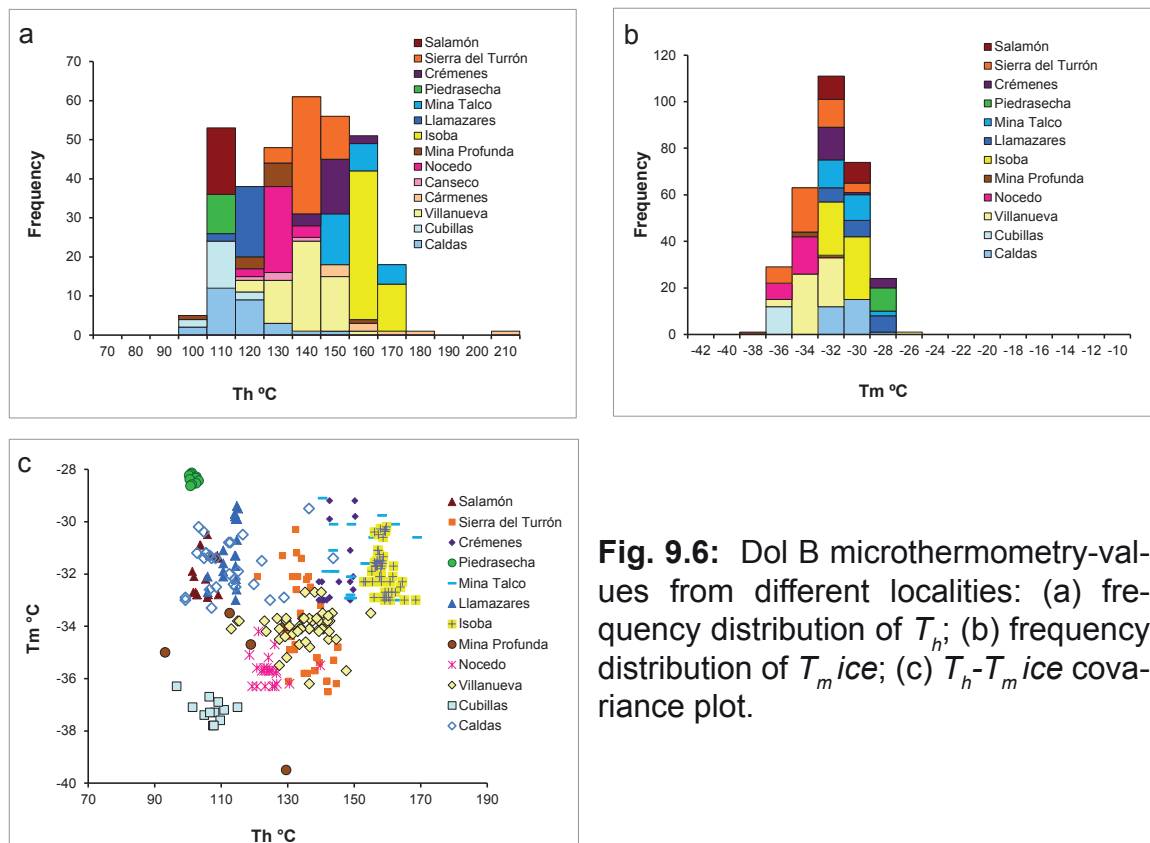 a
Frequency
70
60
50
40
30
20
10
0
70 80 90 100 110 120 130 140 150 160 170 180 210
Th ºC
Salamón
Sierra del Turrón
Crémenes
Piedrasecha
Mina Talco
Llamazares
Isoba
Mina Profunda
Nocedo
Canseco
Cármenes
Villanueva
Cubillas
Caldas
b
Frequency
120
100
80
60
40
20
0
-42 -40 -38 -36 -34 -32 -30 -28 -26 -24 -22 -20 -18 -16 -14 -12 -10
Tm ºC
Salamón
Sierra del Turrón
Crémenes
Piedrasecha
Mina Talco
Llamazares
Isoba
Mina Profunda
Nocedo
Villanueva
Cubillas
Caldas
c
Tm ºC
-28
-30
-32
-34
-36
-38
-40
70 90 110 130 150 170 190
Th ºC
Salamón
Sierra del Turrón
Crémenes
Piedrasecha
Mina Talco
Llamazares
Isoba
Mina Profunda
Nocedo
Villanueva
Cubillas
Caldas
Fig. 9.6: Dol B microthermometry-val-
ues from different localities: (a) fre-
quency distribution of Th; (b) frequency
distribution of Tm ice; (c) Th-Tm ice cova-
riance plot.